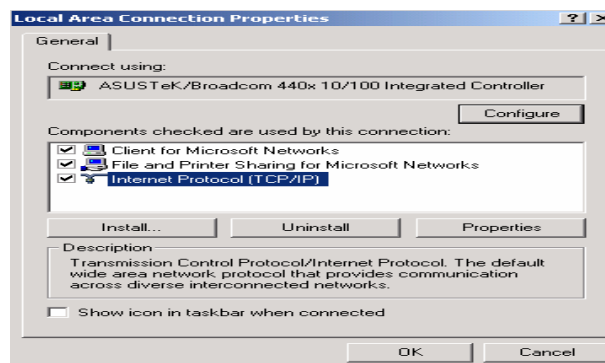 Local Area Connection Properties
General
Connect using:
ASUSTeK/Broadcom 440x 10/100 Integrated Controller
Configure
Components checked are used by this connection:
Client for Microsoft Networks
File and Printer Sharing for Microsoft Networks
Internet Protocol (TCP/IP)
Install... Uninstall Properties
Description
Transmission Control Protocol/Internet Protocol. The default
wide area network protocol that provides communication
across diverse interconnected networks.
Show icon in taskbar when connected
OK Cancel